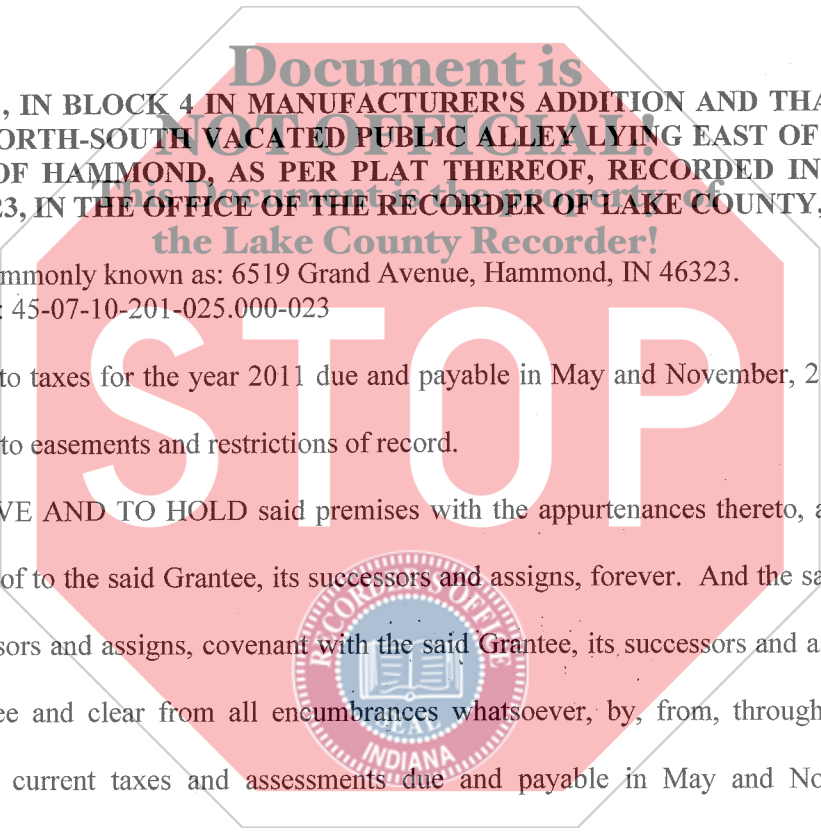 Document is
, IN BLOCK 4 IN MANUFACTURER'S ADDITION AND THA
NOT OFFICIAL!
ORTH-SOUTH VACATED PUBLIC ALLEY LYING EAST OF
OF HAMMOND, AS PER PLAT THEREOF, RECORDED IN
This Document is the property of
23, IN THE OFFICE OF THE RECORDER OF LAKE COUNTY,
the Lake County Recorder!
mmonly known as: 6519 Grand Avenue, Hammond, IN 46323.
: 45-07-10-201-025.000-023
STOP
to taxes for the year 2011 due and payable in May and November, 2
to easements and restrictions of record.
VE AND TO HOLD said premises with the appurtenances thereto, a
of to the said Grantee, its successors and assigns, forever. And the sa
sors and assigns, covenant with the said Grantee, its successors and a
RECORDER'S OFFICE
ee and clear from all encumbrances whatsoever, by, from, through
SEAL
INDIANA
current taxes and assessments due and payable in May and No